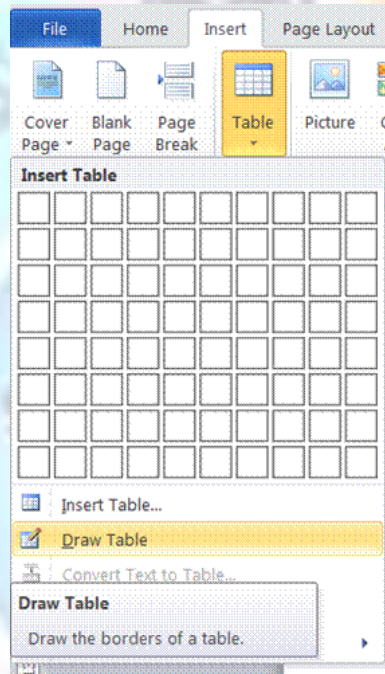 File Home Insert Page Layout
Cover Page Blank Page Page Break Table Picture
Insert Table
Insert Table...
Draw Table
Convert Text to Table...
Draw Table
Draw the borders of a table.